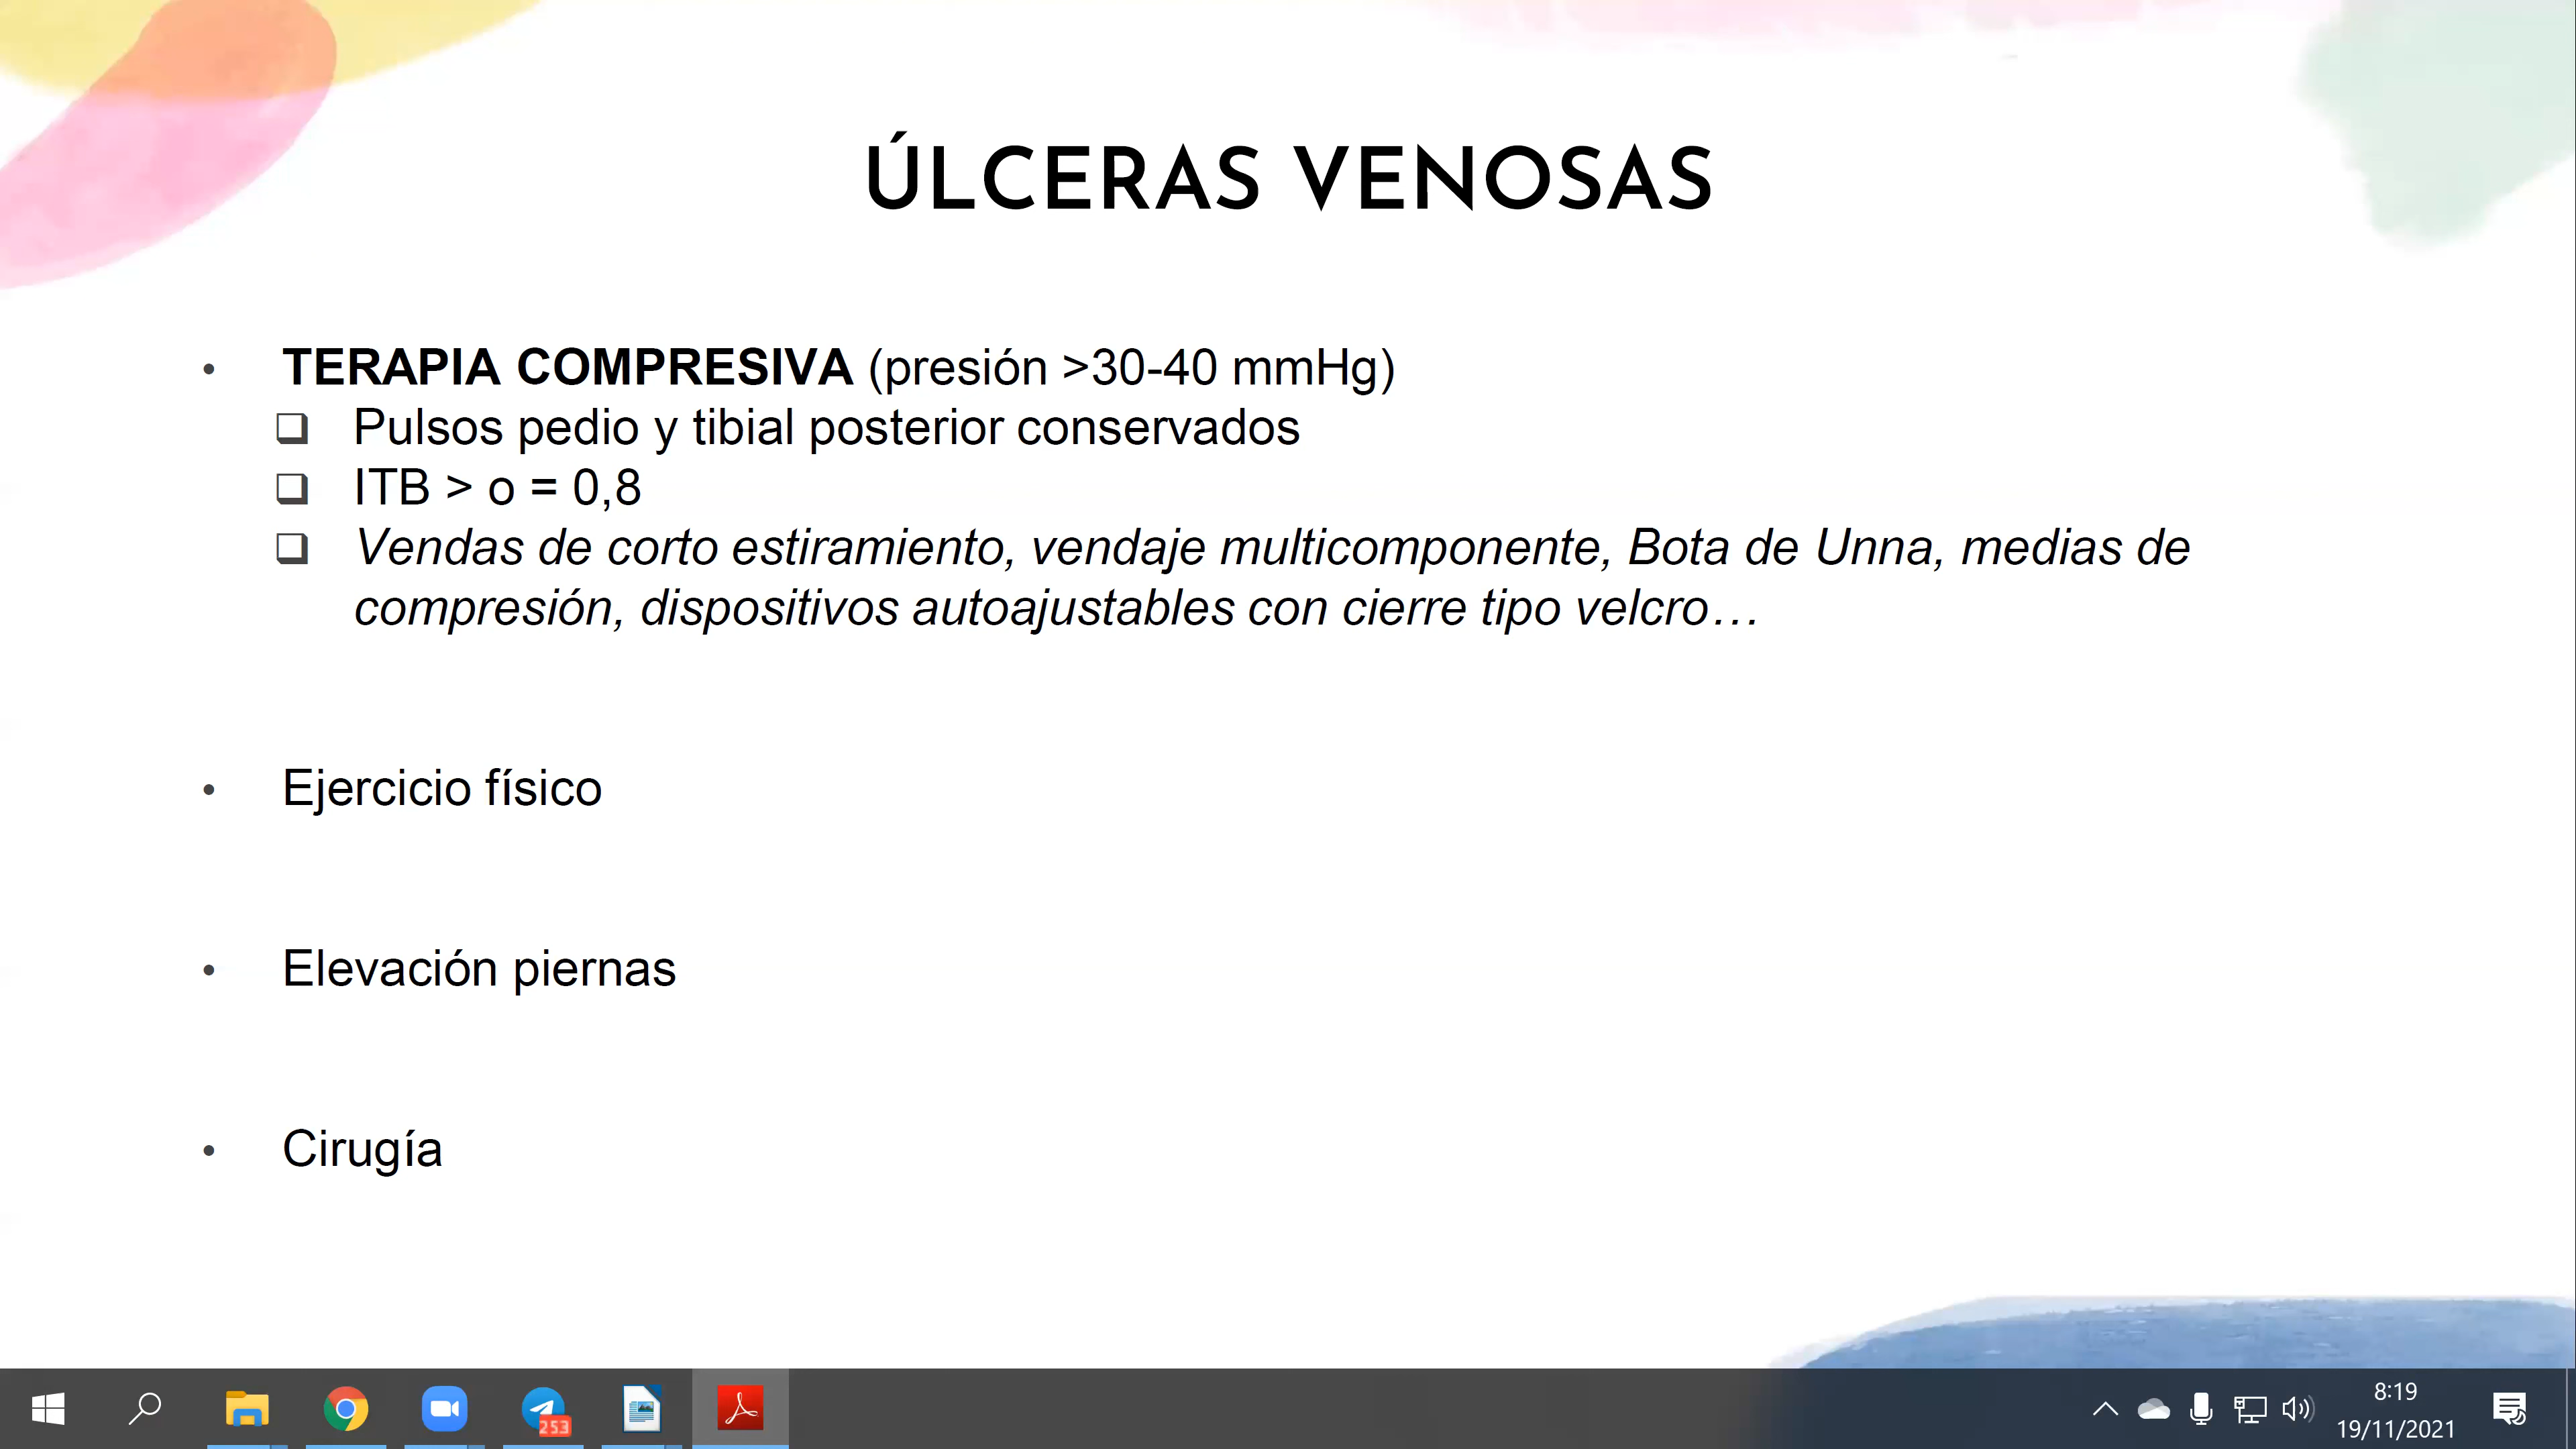 ÚLCERAS VENOSAS
• TERAPIA COMPRESIVA (presión >30-40 mmHg)
❑ Pulsos pedio y tibial posterior conservados
❑ ITB > o = 0,8
❑ Vendas de corto estiramiento, vendaje multicomponente, Bota de Unna, medias de
compresión, dispositivos autoajustables con cierre tipo velcro…
• Ejercicio físico
• Elevación piernas
• Cirugía
253
8:19
19/11/2021